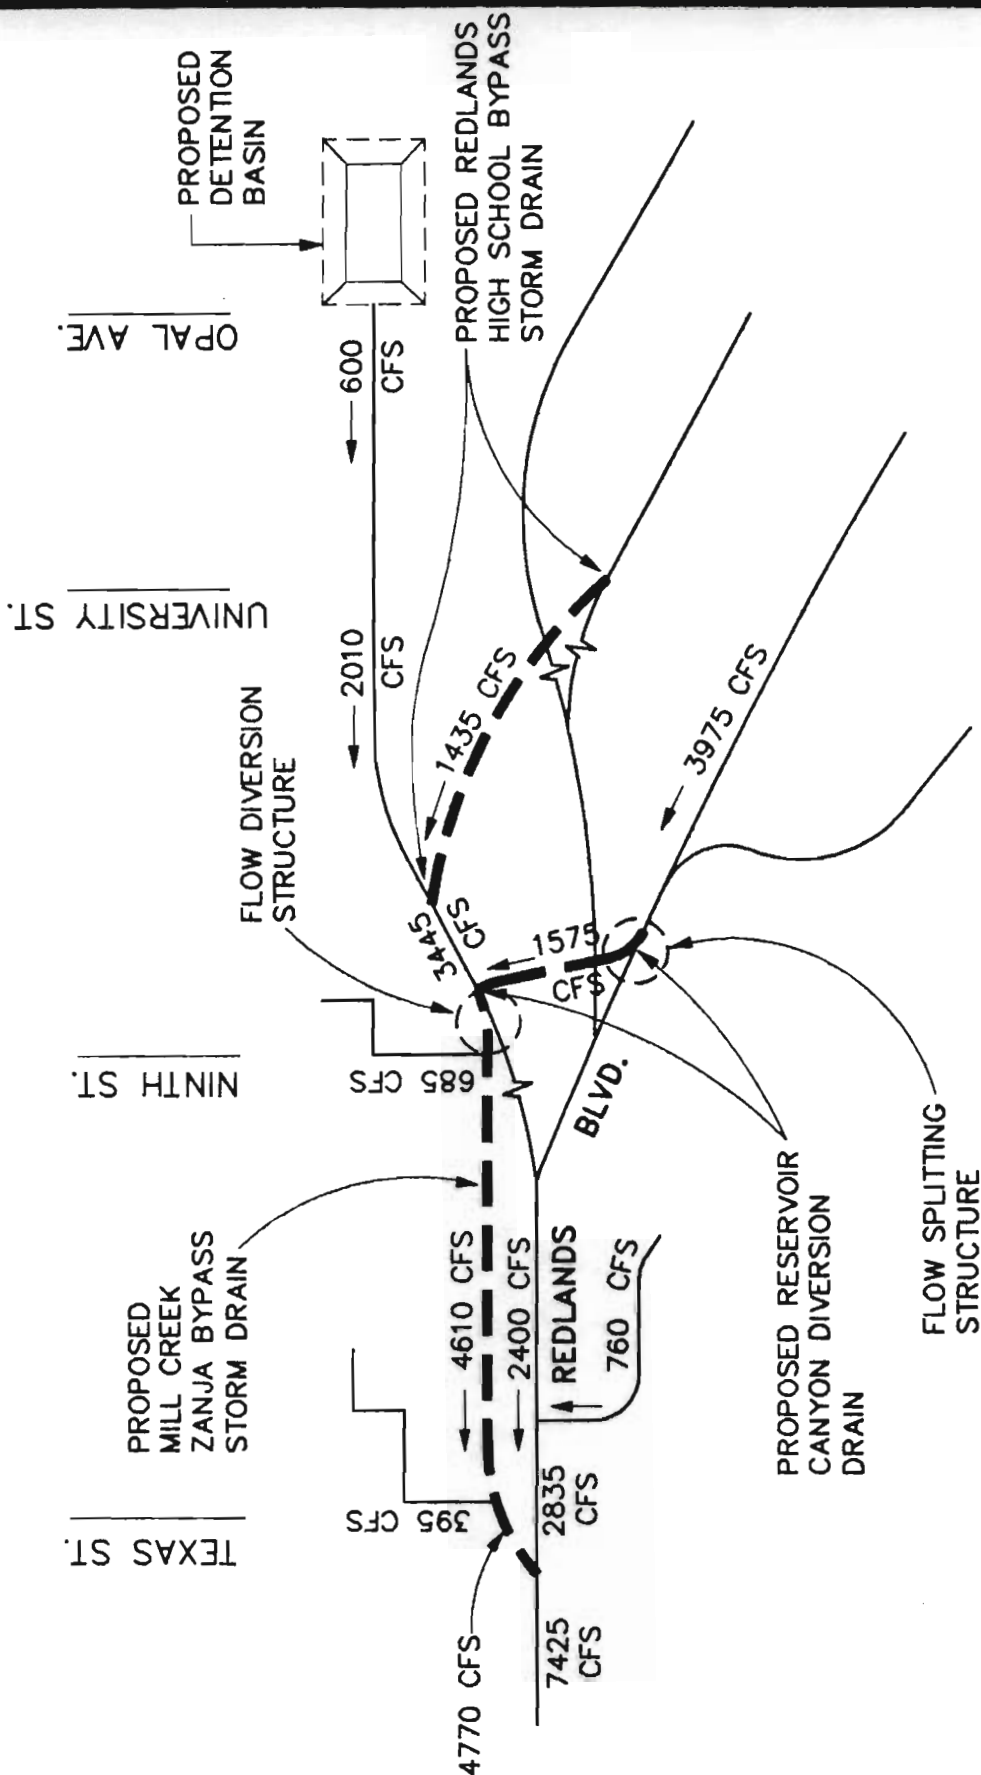 OPAL AVE.
UNIVERSITY ST.
NINTH ST.
TEXAS ST.
PROPOSED
DETENTION
BASIN
PROPOSED REDLANDS
HIGH SCHOOL BYPASS
STORM DRAIN
600
CFS
2010
CFS
FLOW DIVERSION
STRUCTURE
1435 CFS
3975 CFS
3445
CFS
1575
CFS
685 CFS
BLVD.
PROPOSED
MILL CREEK
ZANJA BYPASS
STORM DRAIN
4610 CFS
2400 CFS
REDLANDS
760 CFS
395 CFS
2835
CFS
4770 CFS
7425
CFS
PROPOSED RESERVOIR
CANYON DIVERSION
DRAIN
FLOW SPLITTING
STRUCTURE